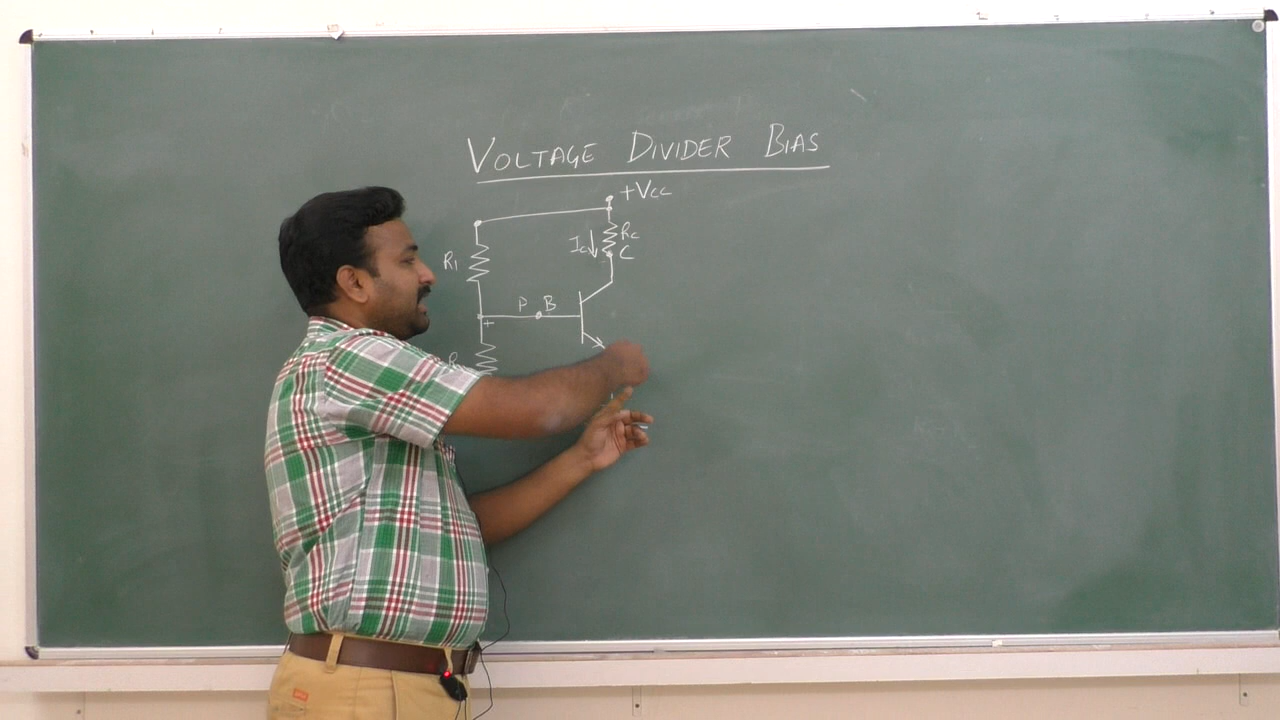 VOLTAGE DIVIDER BIAS
+VCC
IC RC
C
R1
P B
+
R